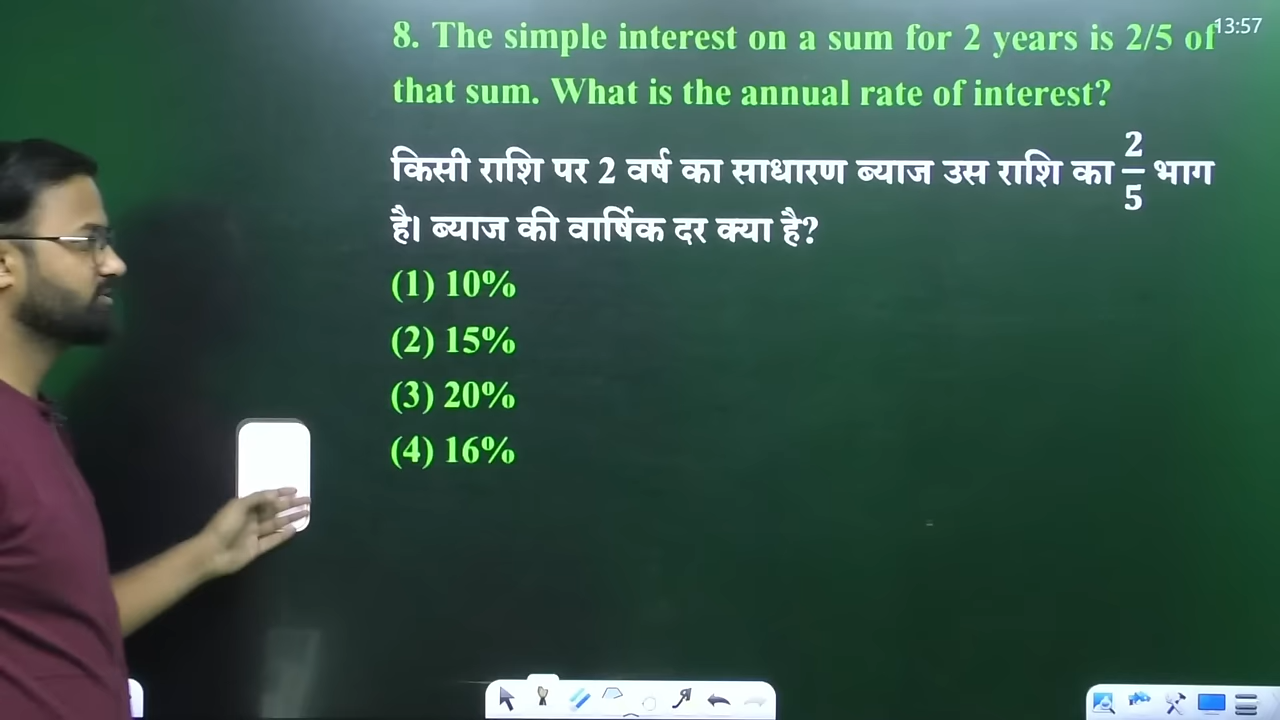 13:57
8. The simple interest on a sum for 2 years is 2/5 of
that sum. What is the annual rate of interest?
किसी राशि पर 2 वर्ष का साधारण ब्याज उस राशि का 2/5 भाग
है। ब्याज की वार्षिक दर क्या है?
(1) 10%
(2) 15%
(3) 20%
(4) 16%